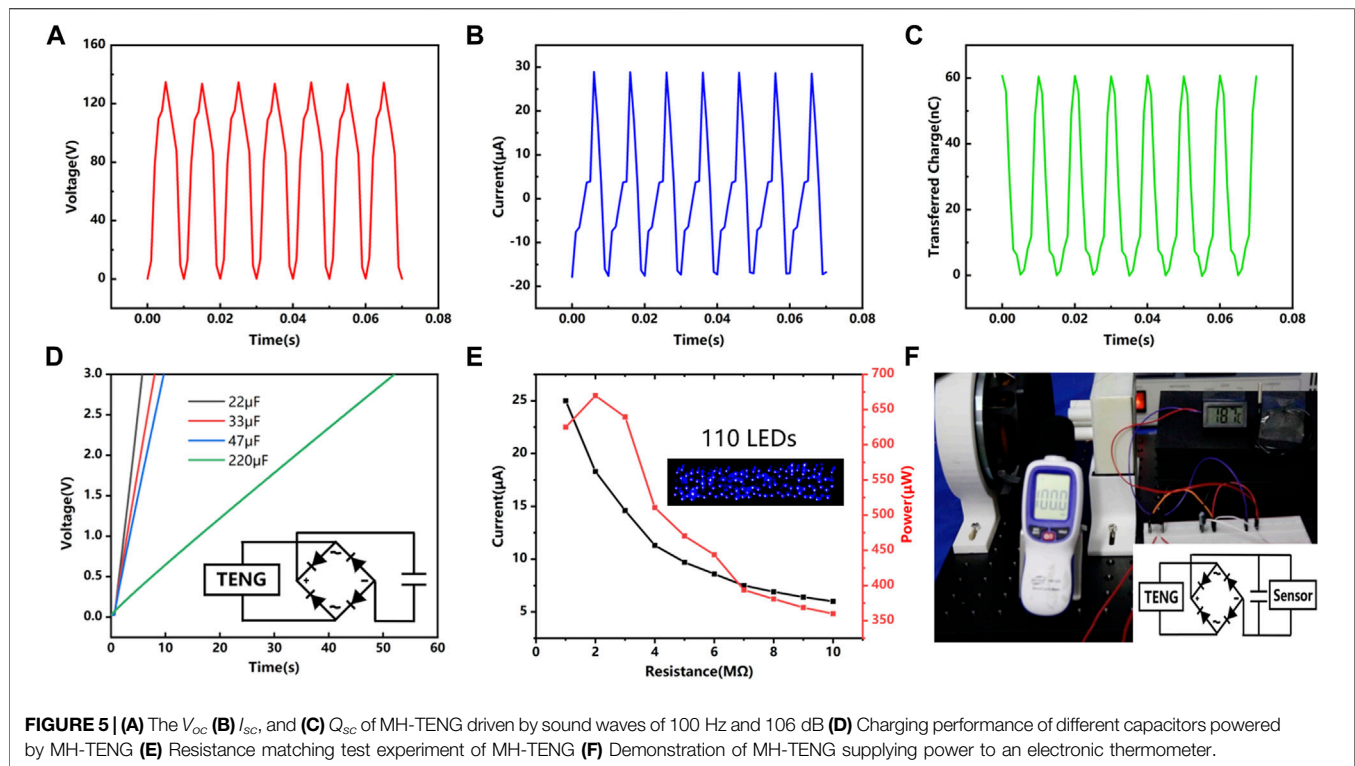 A
Voltage(V)
160
120
80
40
0
0.00 0.02 0.04 0.06 0.08
Time(s)
B
Current(μA)
30
20
10
0
-10
-20
0.00 0.02 0.04 0.06 0.08
Time(s)
C
Transferred Charge(nC)
60
40
20
0
0.00 0.02 0.04 0.06 0.08
Time(s)
D
Voltage(V)
3.0
2.5
2.0
1.5
1.0
0.5
0.0
22μF
33μF
47μF
220μF
TENG
~
+ −
~
0 10 20 30 40 50 60
Time(s)
E
Current(μA)
25
20
15
10
5
110 LEDs
700
650
600
550
500
450
400
350
Power(μW)
0 2 4 6 8 10
Resistance(MΩ)
F
100.0
18.7°C
TENG
~
+ −
~
Sensor
FIGURE 5 | (A) The Voc (B) Isc, and (C) Qsc of MH-TENG driven by sound waves of 100 Hz and 106 dB (D) Charging performance of different capacitors powered
by MH-TENG (E) Resistance matching test experiment of MH-TENG (F) Demonstration of MH-TENG supplying power to an electronic thermometer.